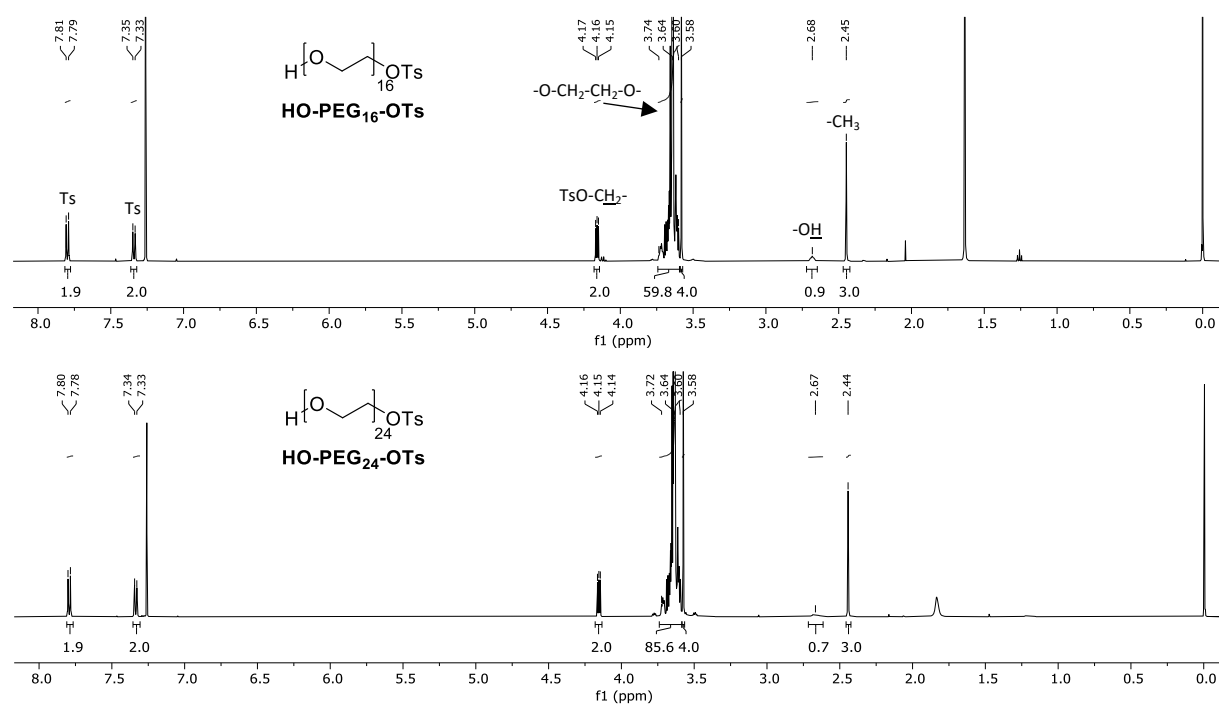 7.81 7.79 7.35 7.33 4.17 4.16 4.15 3.74 3.64 3.60 3.58 2.68 2.45
H O OTs
16
HO-PEG16-OTs
-O-CH2-CH2-O-
-CH3
Ts Ts TsO-CH2- -OH
1.9 2.0 2.0 59.8 4.0 0.9 3.0
8.0 7.5 7.0 6.5 6.0 5.5 5.0 4.5 4.0 3.5 3.0 2.5 2.0 1.5 1.0 0.5 0.0
f1 (ppm)
7.80 7.78 7.34 7.33 4.16 4.15 4.14 3.72 3.64 3.60 3.58 2.67 2.44
H O OTs
24
HO-PEG24-OTs
1.9 2.0 2.0 85.6 4.0 0.7 3.0
8.0 7.5 7.0 6.5 6.0 5.5 5.0 4.5 4.0 3.5 3.0 2.5 2.0 1.5 1.0 0.5 0.0
f1 (ppm)